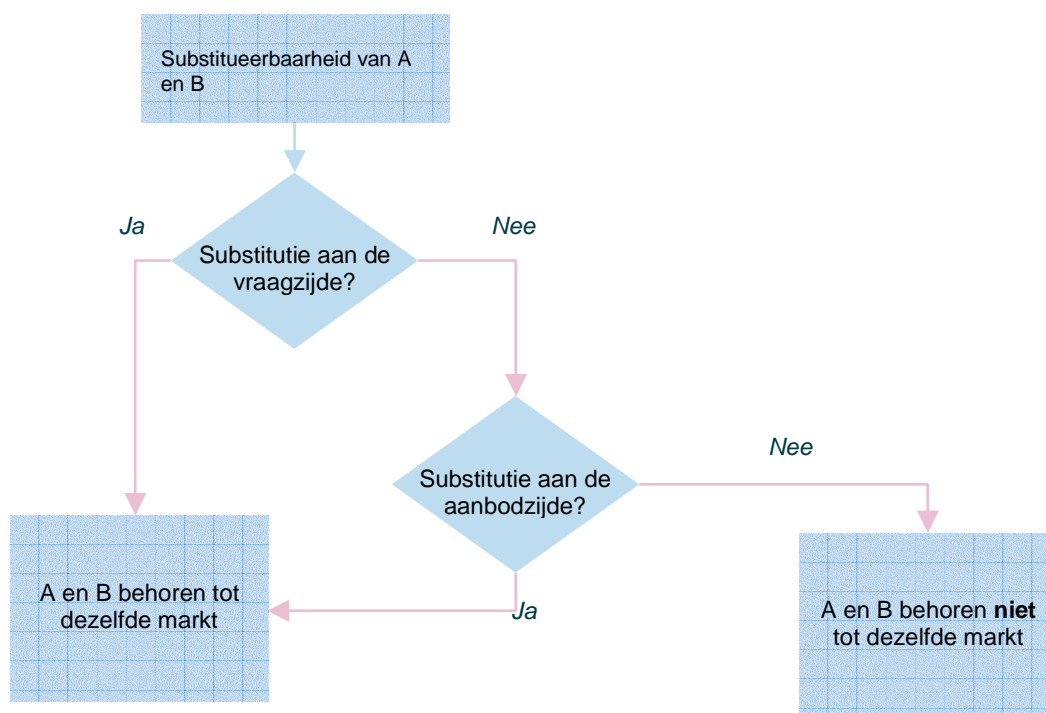 Substitueerbaarheid van A
en B
Ja
Nee
Substitutie aan de
vraagzijde?
Nee
Substitutie aan de
aanbodzijde?
A en B behoren tot
dezelfde markt
Ja
A en B behoren niet
tot dezelfde markt